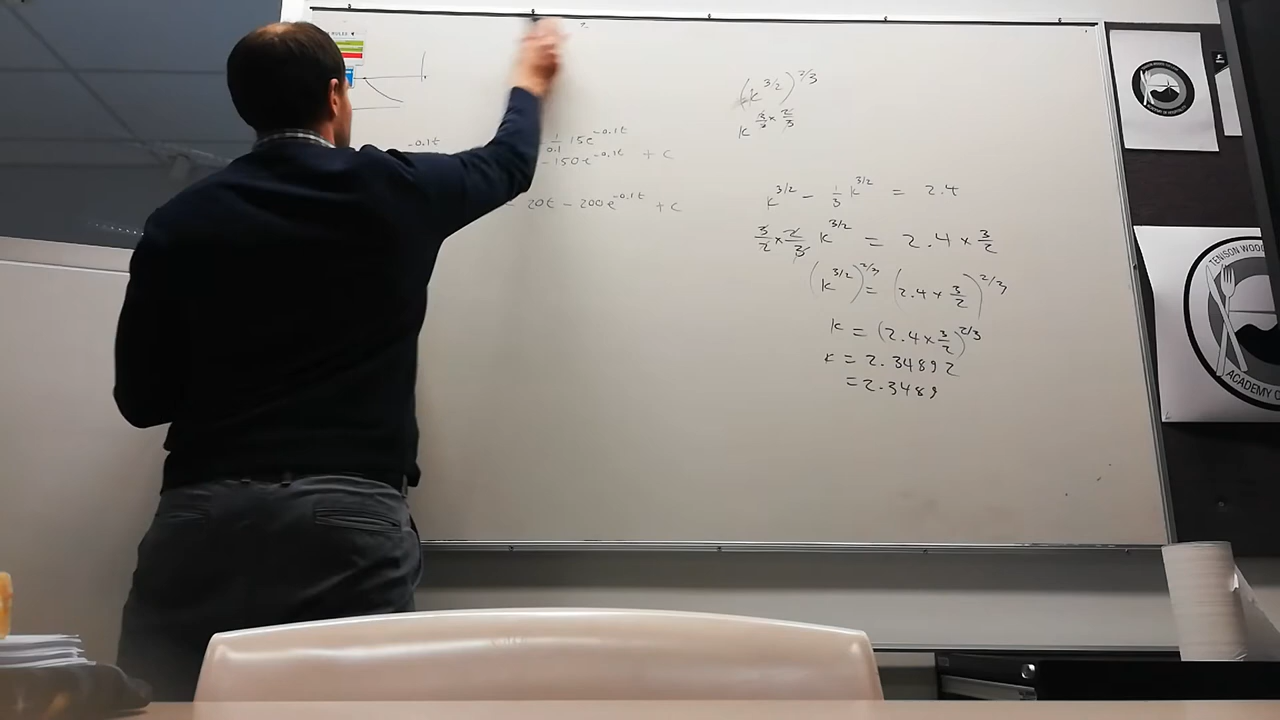 -0.1t
1/0.1 15e^-0.1t
-150e^-0.1t + c
20t - 200e^-0.1t + c
(k^3/2)^2/3
k^3/2 × 2/3
k^3/2 - 1/3 k^3/2 = 2.4
3/2 × 2/3 k^3/2 = 2.4 × 3/2
(k^3/2)^2/3 = (2.4 × 3/2)^2/3
k = (2.4 × 3/2)^2/3
k = 2.34892
= 2.3489
TENISON WOOD
ACADEMY O